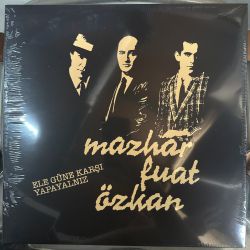 mazhar
fuat
özkan
ELE GÜNE KARŞI
YAPAYALNIZ